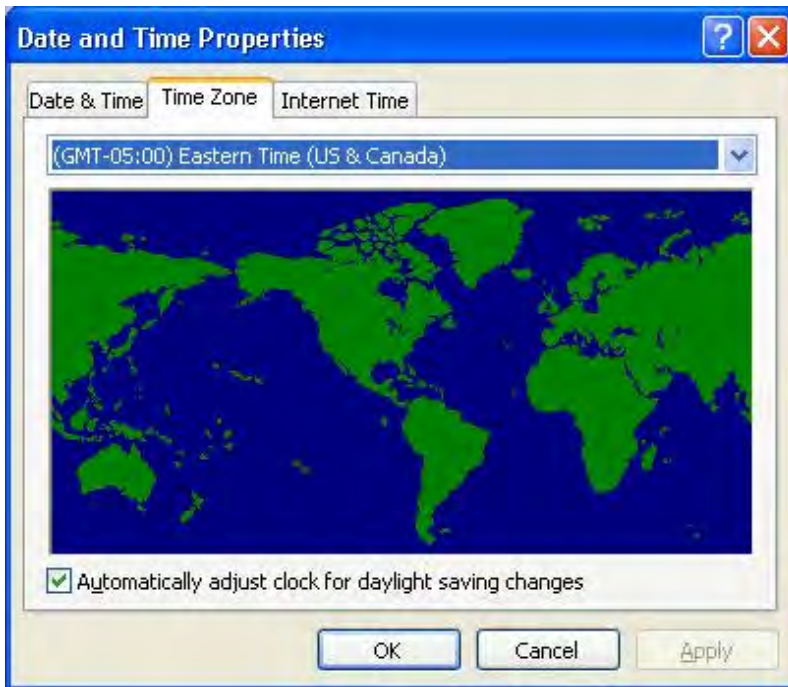 Date and Time Properties
Date & Time Time Zone Internet Time
(GMT-05:00) Eastern Time (US & Canada)
Automatically adjust clock for daylight saving changes
OK Cancel Apply